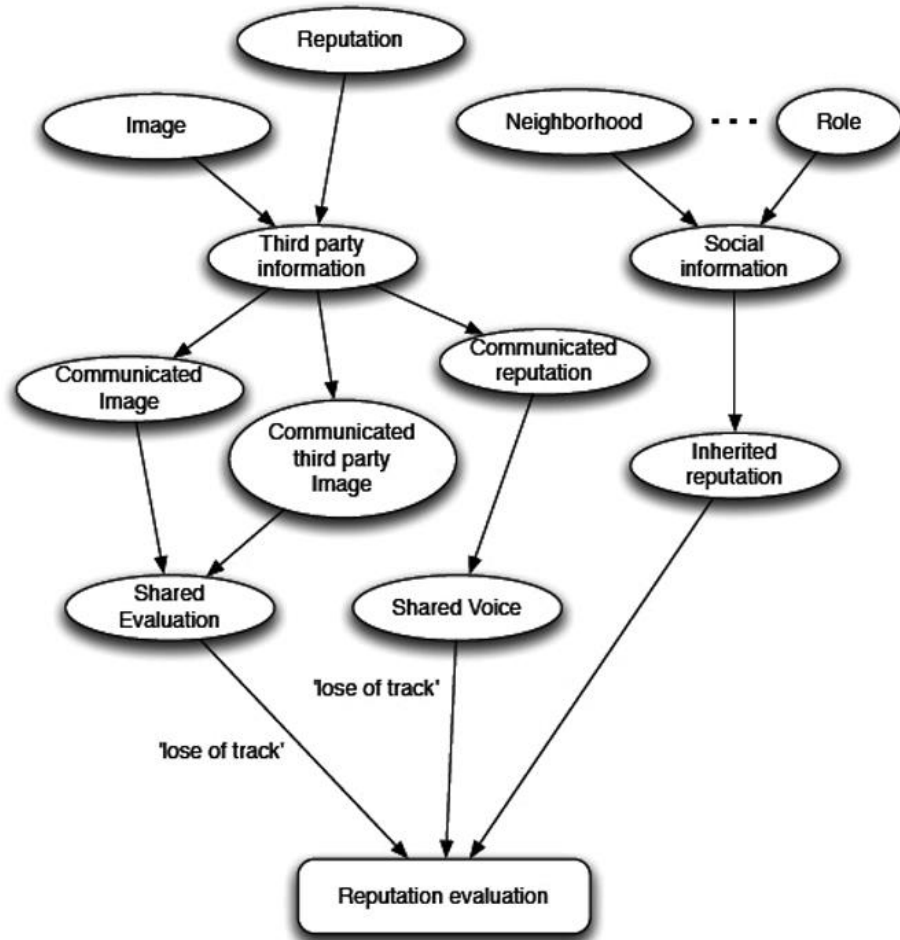 Reputation
Image
Neighborhood
Role
Third party
information
Social
information
Communicated
Image
Communicated
reputation
Communicated
third party
Image
Inherited
reputation
Shared
Evaluation
Shared Voice
'lose of track'
'lose of track'
Reputation evaluation